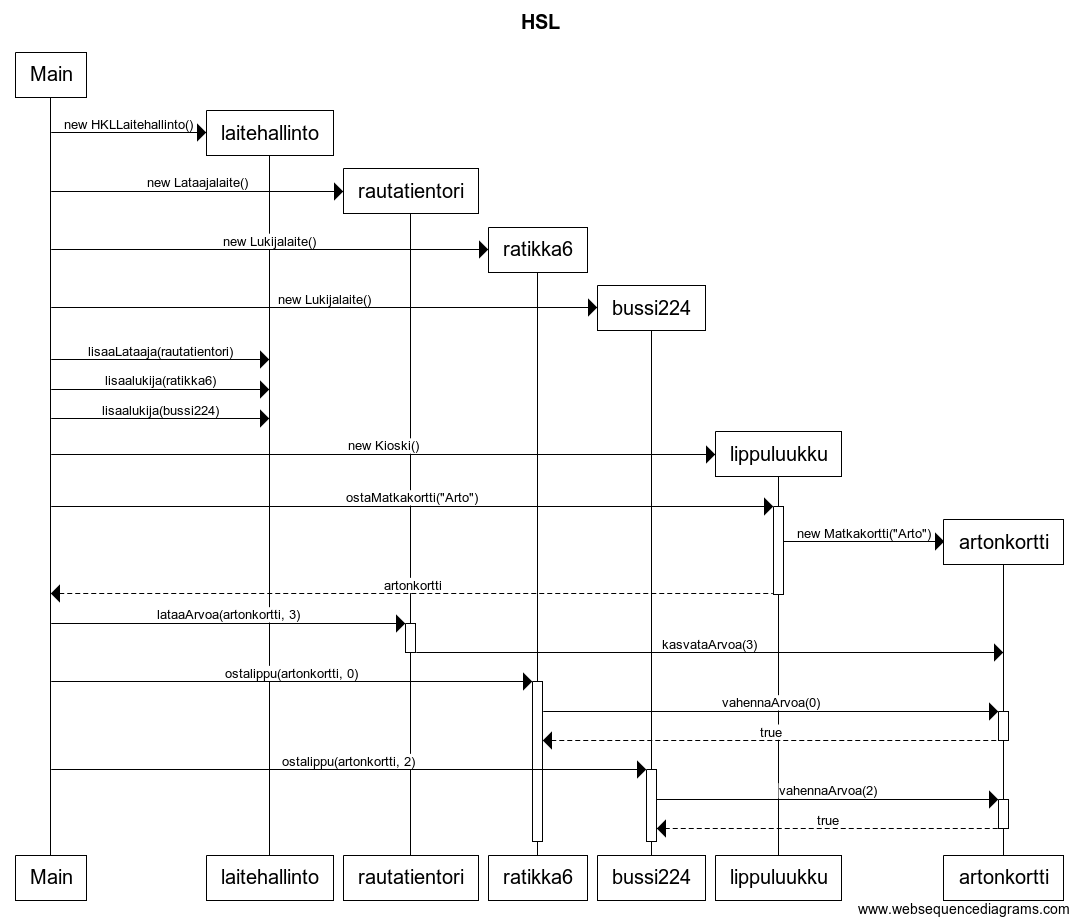 HSL
Main
new HKLLaitehallinto()
laitehallinto
new Lataajalaite()
rautatientori
new Lukijalaite()
ratikka6
new Lukijalaite()
bussi224
lisaaLataaja(rautatientori)
lisaalukija(ratikka6)
lisaalukija(bussi224)
new Kioski()
lippuluukku
ostaMatkakortti("Arto")
new Matkakortti("Arto")
artonkortti
artonkortti
lataaArvoa(artonkortti, 3)
kasvataArvoa(3)
ostalippu(artonkortti, 0)
vahennaArvoa(0)
true
ostalippu(artonkortti, 2)
vahennaArvoa(2)
true
Main
laitehallinto
rautatientori
ratikka6
bussi224
lippuluukku
artonkortti
www.websequencediagrams.com